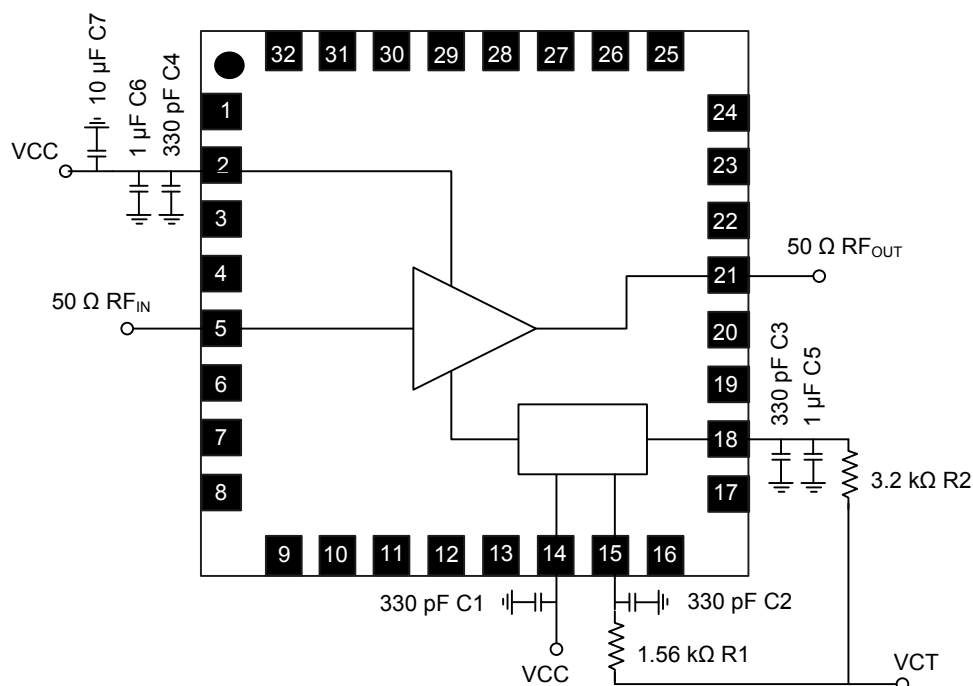 10 µF C7
1 µF C6
330 pF C4
VCC
50 Ω RFIN
32
31
30
29
28
27
26
25
1
2
3
4
5
6
7
8
24
23
22
21
20
19
18
17
50 Ω RFOUT
330 pF C3
1 µF C5
3.2 kΩ R2
9
10
11
12
13
14
15
16
330 pF C1
330 pF C2
1.56 kΩ R1
VCC
VCT